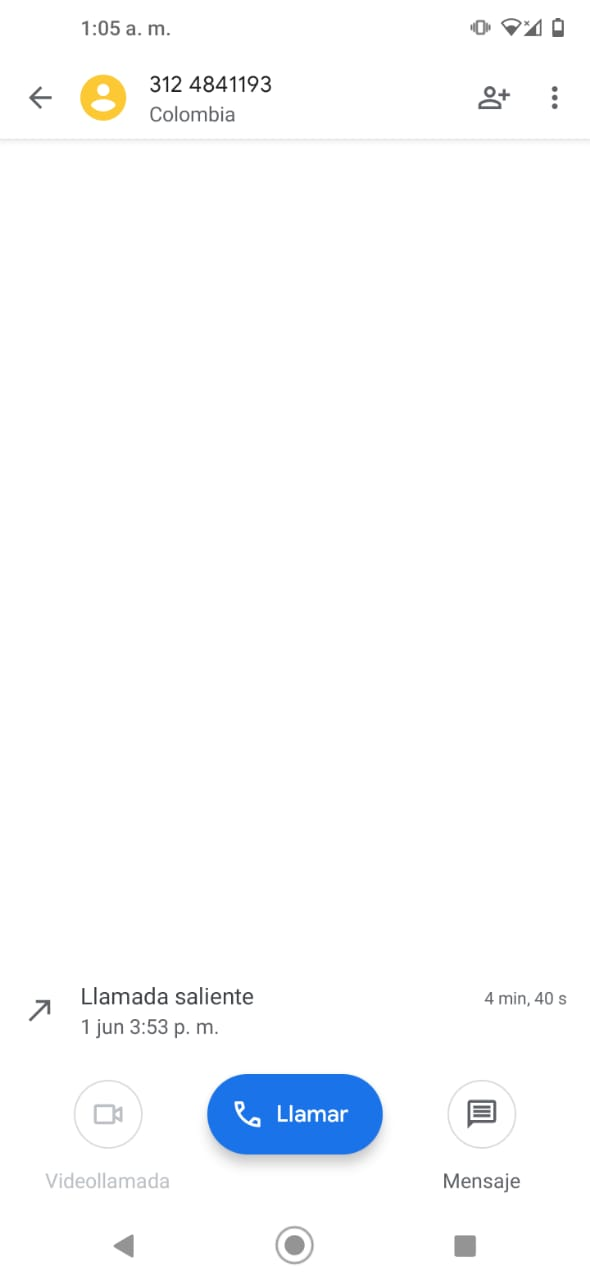 1:05 a. m.
312 4841193
Colombia
Llamada saliente
4 min, 40 s
1 jun 3:53 p. m.
Llamar
Videollamada
Mensaje